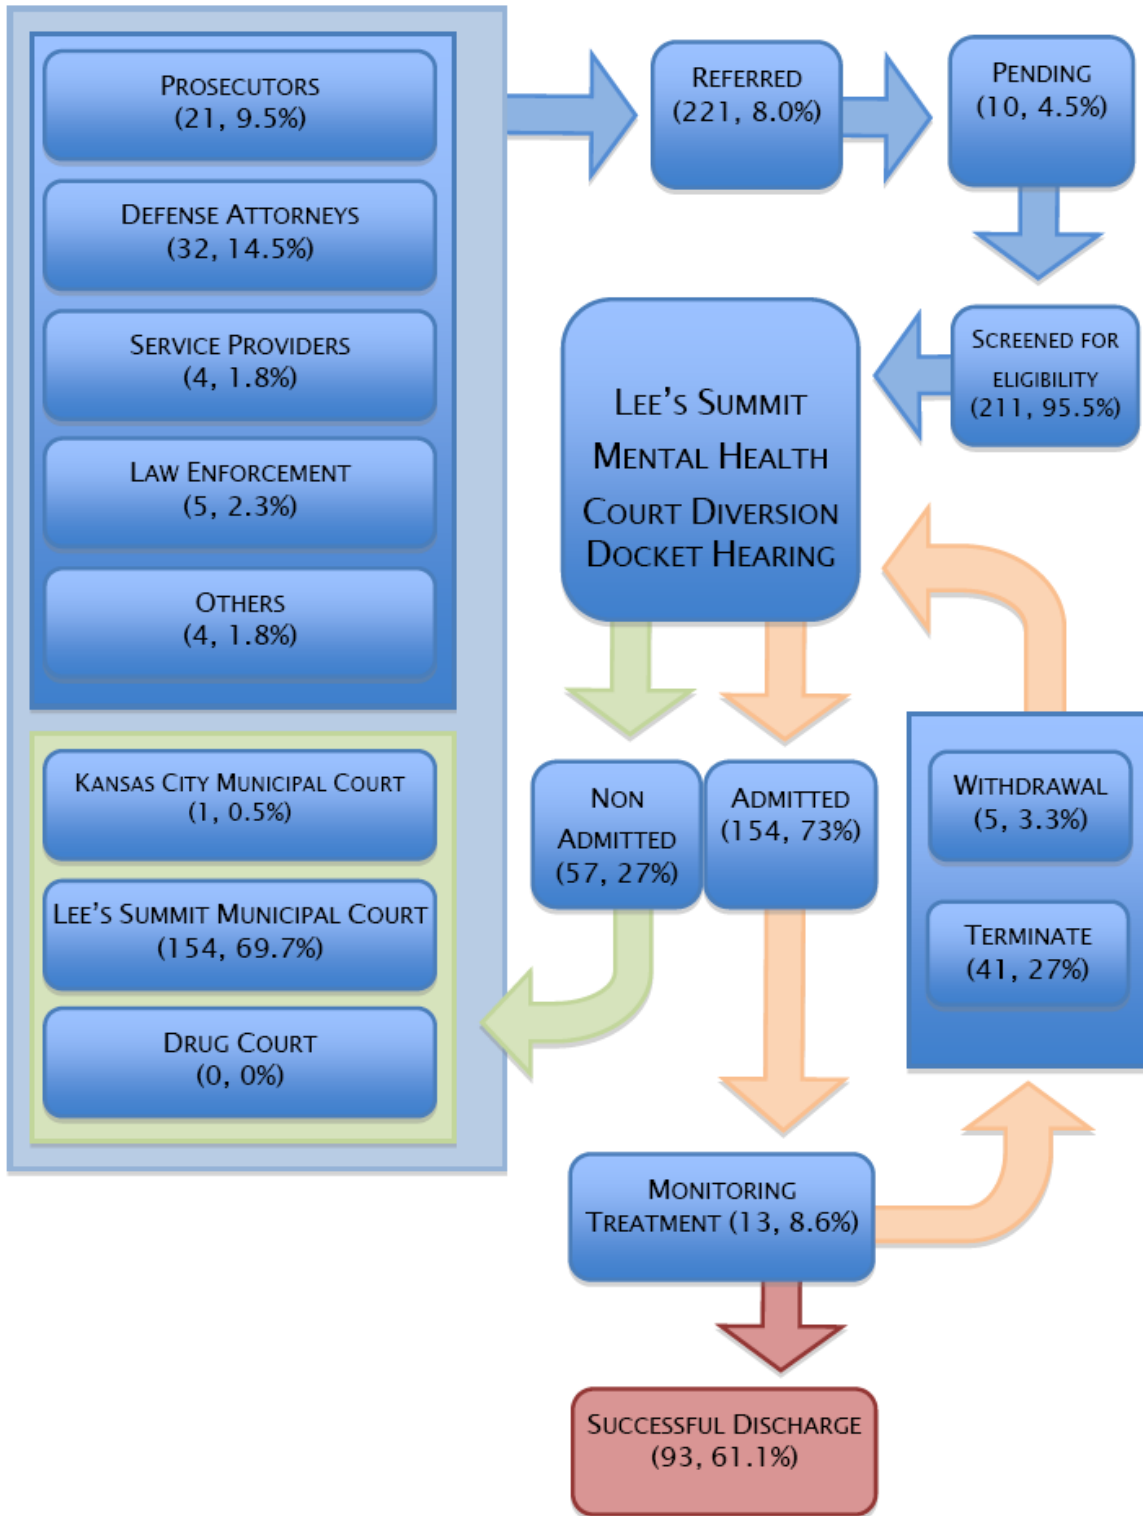 PROSECUTORS
(21, 9.5%)
DEFENSE ATTORNEYS
(32, 14.5%)
SERVICE PROVIDERS
(4, 1.8%)
LAW ENFORCEMENT
(5, 2.3%)
OTHERS
(4, 1.8%)
KANSAS CITY MUNICIPAL COURT
(1, 0.5%)
LEE'S SUMMIT MUNICIPAL COURT
(154, 69.7%)
DRUG COURT
(0, 0%)
REFERRED
(221, 8.0%)
PENDING
(10, 4.5%)
SCREENED FOR
ELIGIBILITY
(211, 95.5%)
LEE'S SUMMIT
MENTAL HEALTH
COURT DIVERSION
DOCKET HEARING
NON
ADMITTED
(57, 27%)
ADMITTED
(154, 73%)
WITHDRAWAL
(5, 3.3%)
TERMINATE
(41, 27%)
MONITORING
TREATMENT (13, 8.6%)
SUCCESSFUL DISCHARGE
(93, 61.1%)